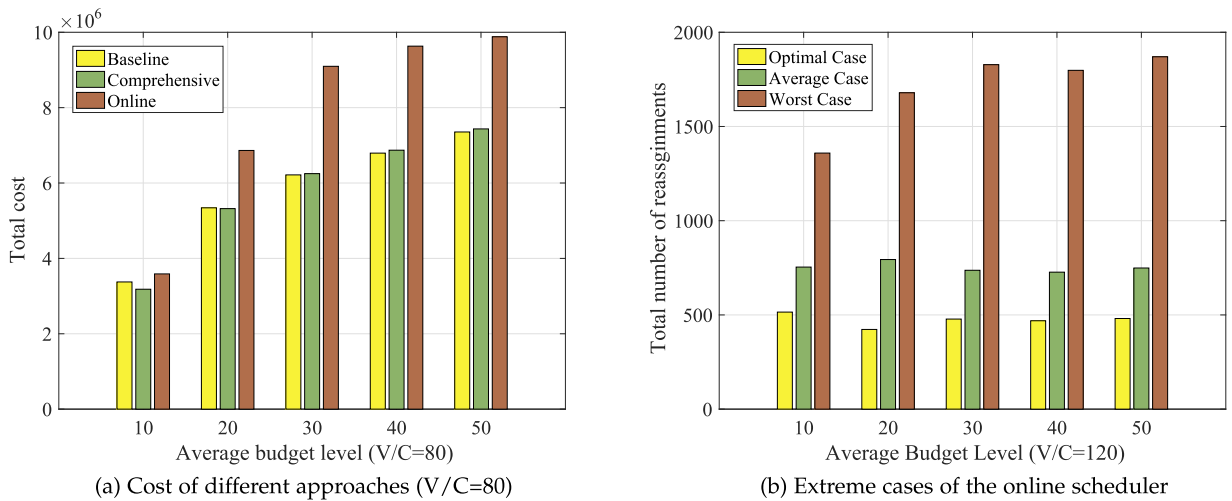 ×10⁶
10
8
6
4
2
0
Total cost
Baseline
Comprehensive
Online
10 20 30 40 50
Average budget level (V/C=80)
(a) Cost of different approaches (V/C=80)
2000
1500
1000
500
0
Total number of reassginments
Optimal Case
Average Case
Worst Case
10 20 30 40 50
Average Budget Level (V/C=120)
(b) Extreme cases of the online scheduler